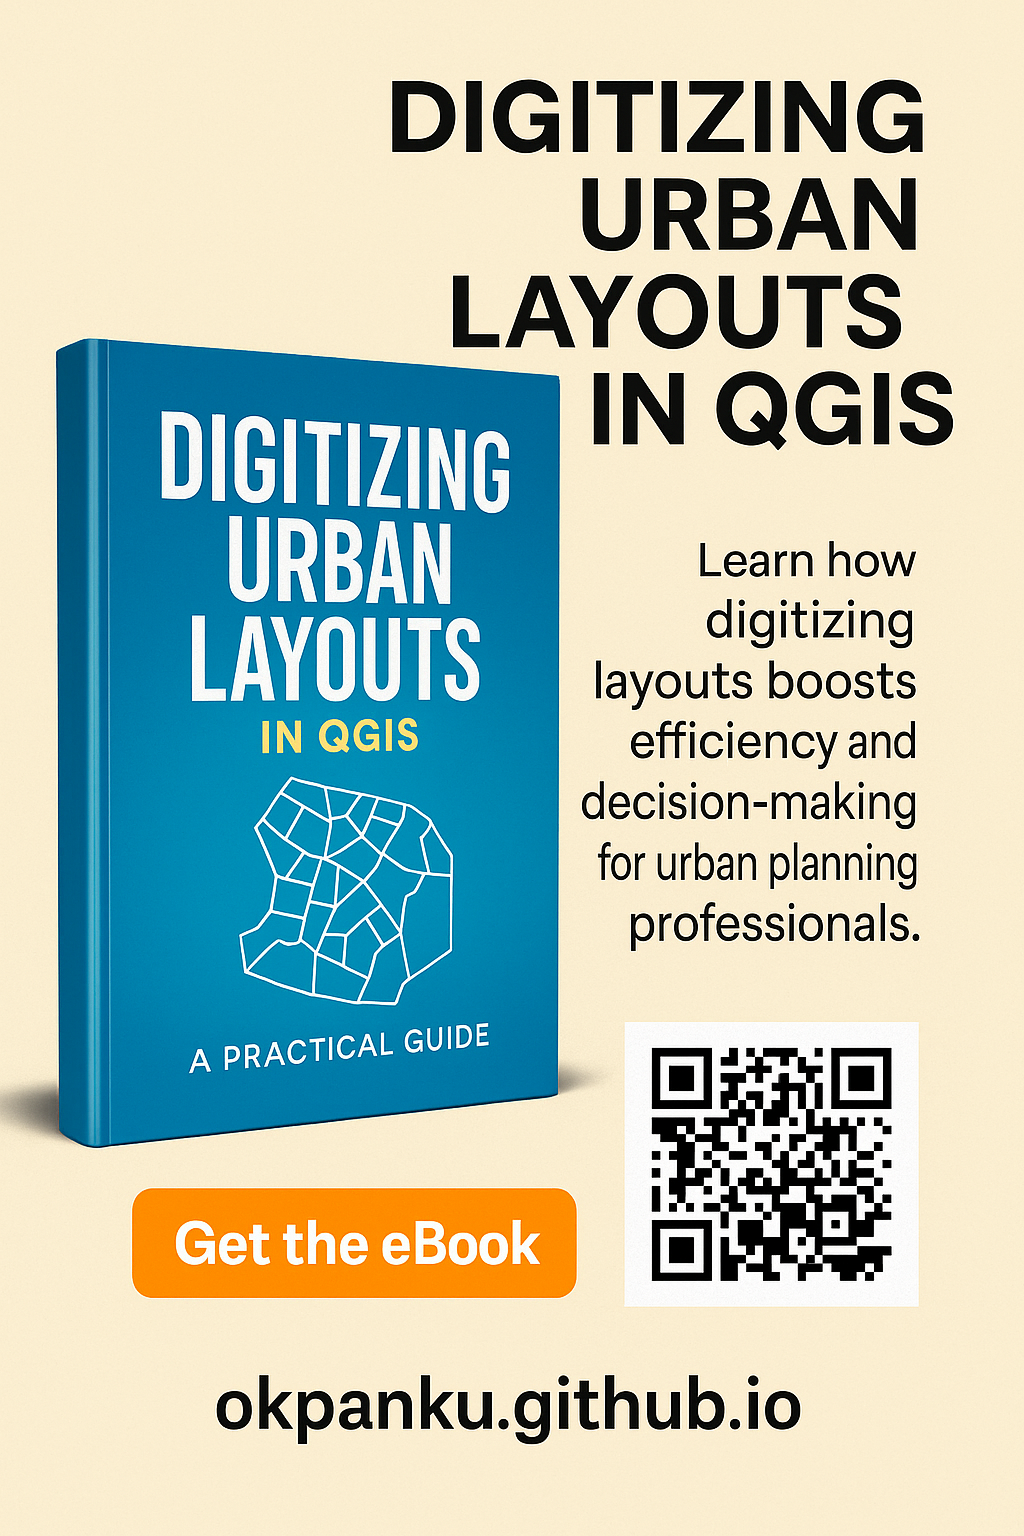 DIGITIZING
URBAN
LAYOUTS
IN QGIS
DIGITIZING
URBAN
LAYOUTS
IN QGIS
A PRACTICAL GUIDE
Learn how
digitizing
layouts boosts
efficiency and
decision-making
for urban planning
professionals.
Get the eBook
okpanku.github.io